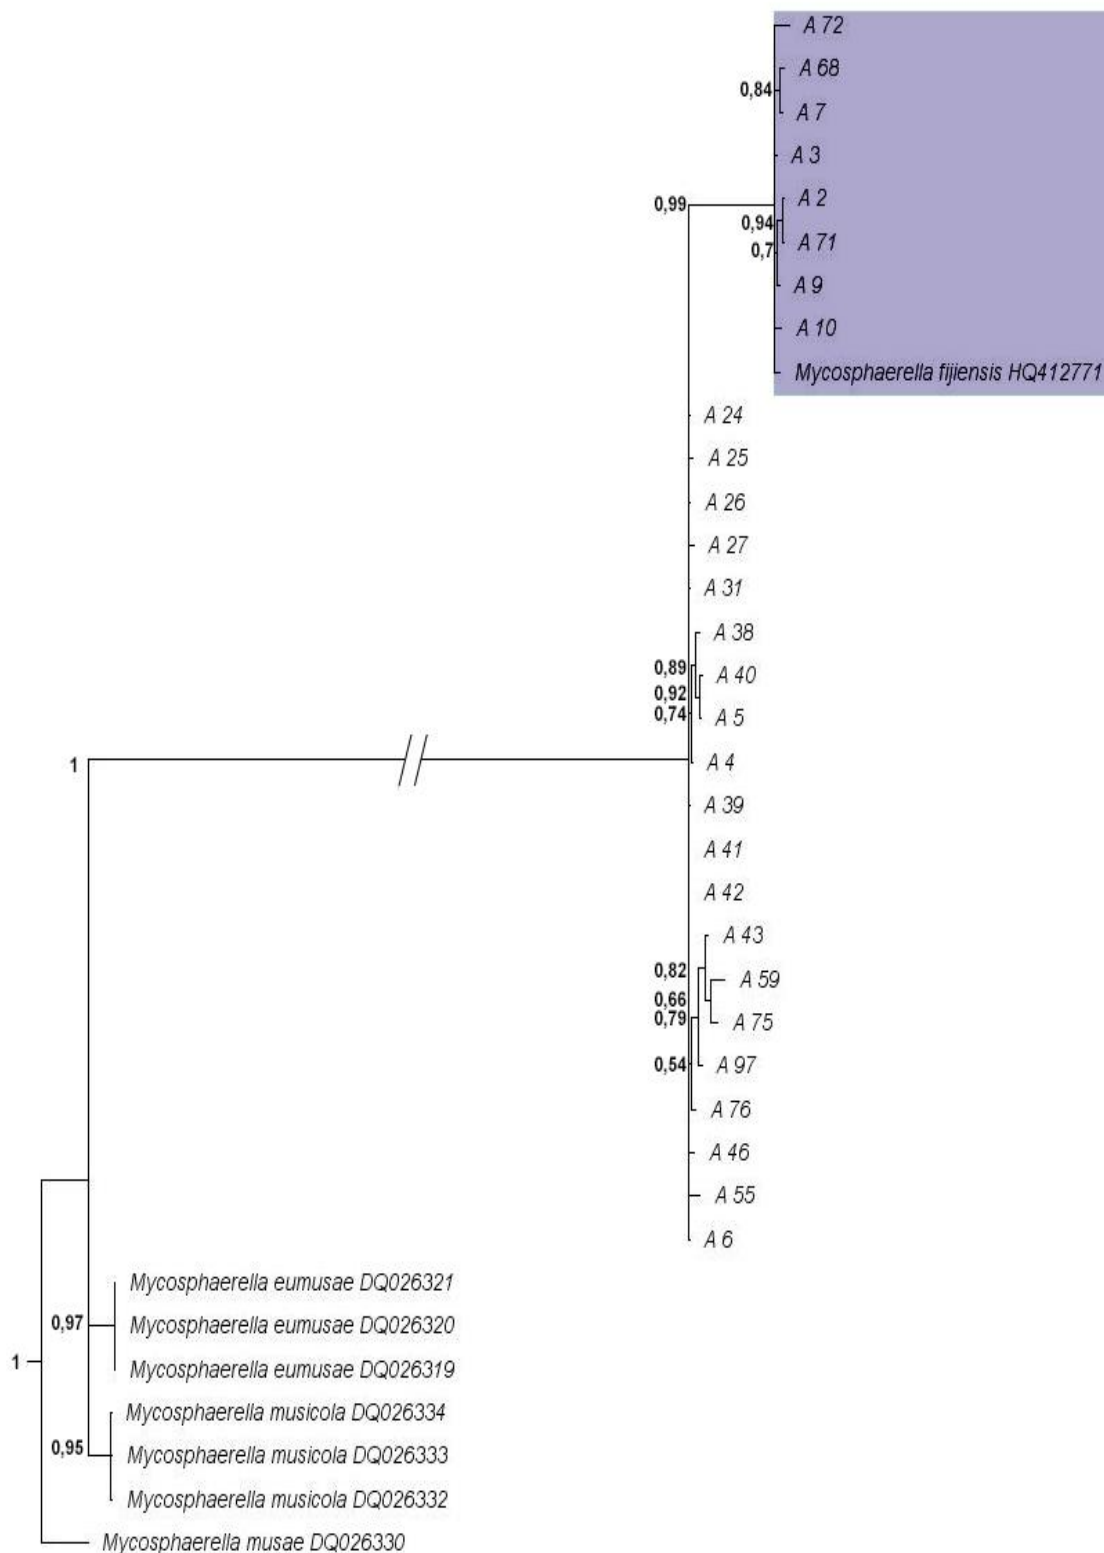 A 72
A 68
0,84
A 7
A 3
A 2
0,99
0,94
A 71
0,7
A 9
A 10
Mycosphaerella fijiensis HQ412771
A 24
A 25
A 26
A 27
A 31
A 38
0,89
A 40
0,92
0,74
A 5
A 4
1
A 39
A 41
A 42
A 43
0,82
A 59
0,66
0,79
A 75
0,54
A 97
A 76
A 46
A 55
A 6
Mycosphaerella eumusae DQ026321
0,97
Mycosphaerella eumusae DQ026320
1
Mycosphaerella eumusae DQ026319
Mycosphaerella musicola DQ026334
0,95
Mycosphaerella musicola DQ026333
Mycosphaerella musicola DQ026332
Mycosphaerella musae DQ026330